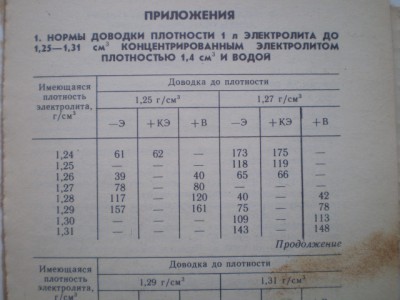 ПРИЛОЖЕНИЯ
1. НОРМЫ ДОВОДКИ ПЛОТНОСТИ 1 л ЭЛЕКТРОЛИТА ДО
1,25—1,31 см³ КОНЦЕНТРИРОВАННЫМ ЭЛЕКТРОЛИТОМ
ПЛОТНОСТЬЮ 1,4 см³ И ВОДОЙ
Имеющаяся плотность электролита, г/см³
Доводка до плотности
1,25 г/см³ 1,27 г/см³
—Э +КЭ +В —Э +КЭ +В
1,24 61 62 — 173 175 —
1,25 — — — 118 119 —
1,26 39 — 40 65 66 —
1,27 78 — 80 — — —
1,28 117 — 120 40 — 42
1,29 157 — 161 75 — 78
1,30 — — — 109 — 113
1,31 — — — 143 — 148
Продолжение
Имеющаяся
Доводка до плотности
1,29 г/см³ 1,31 г/см³